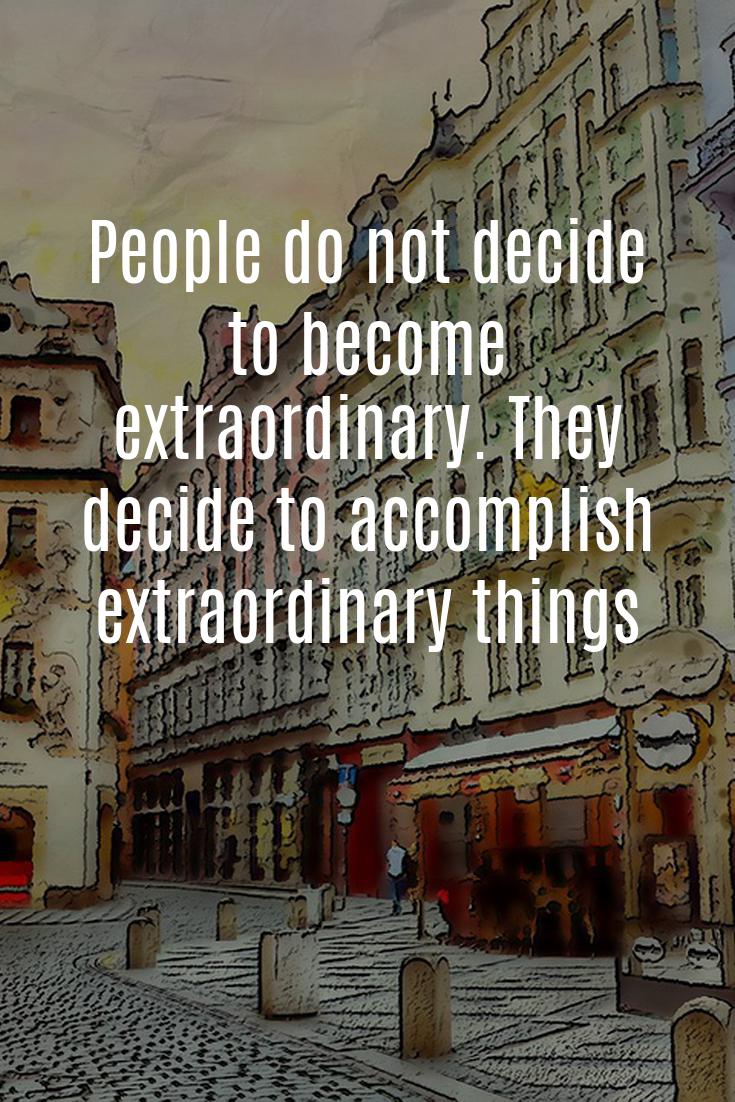 People do not decide
to become
extraordinary. They
decide to accomplish
extraordinary things